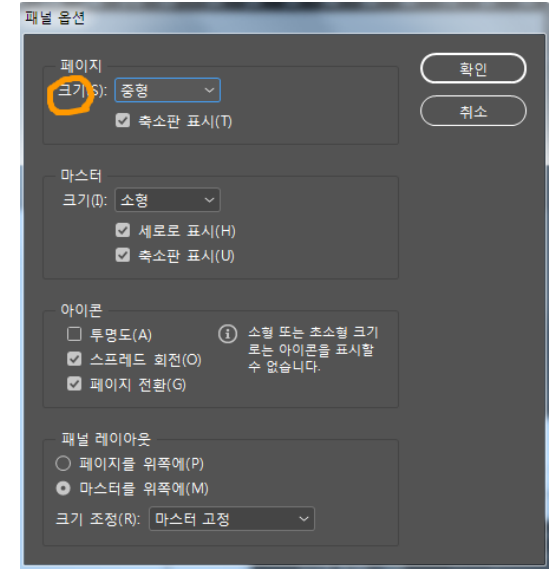 패널 옵션
페이지
크기(S): 중형
축소판 표시(T)
확인
취소
마스터
크기(I): 소형
세로로 표시(H)
축소판 표시(U)
아이콘
투명도(A)
스프레드 회전(O)
페이지 전환(G)
소형 또는 초소형 크기
로는 아이콘을 표시할
수 없습니다.
패널 레이아웃
페이지를 위쪽에(P)
마스터를 위쪽에(M)
크기 조정(R): 마스터 고정